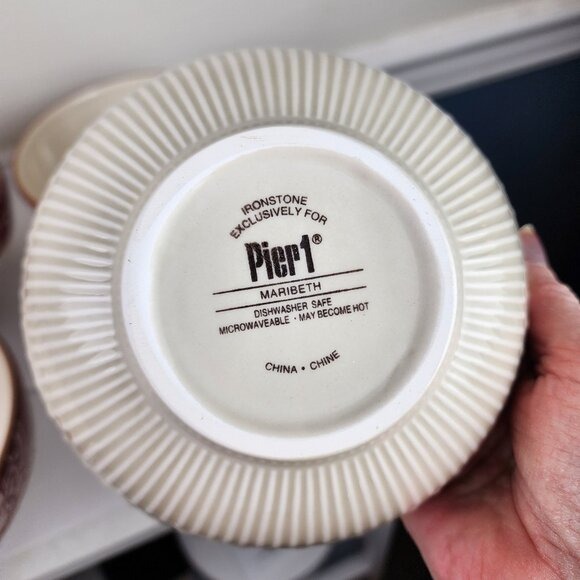 IRONSTONE
EXCLUSIVELY FOR
Pier1®
MARIBETH
DISHWASHER SAFE
MICROWAVEABLE · MAY BECOME HOT
CHINA • CHINE